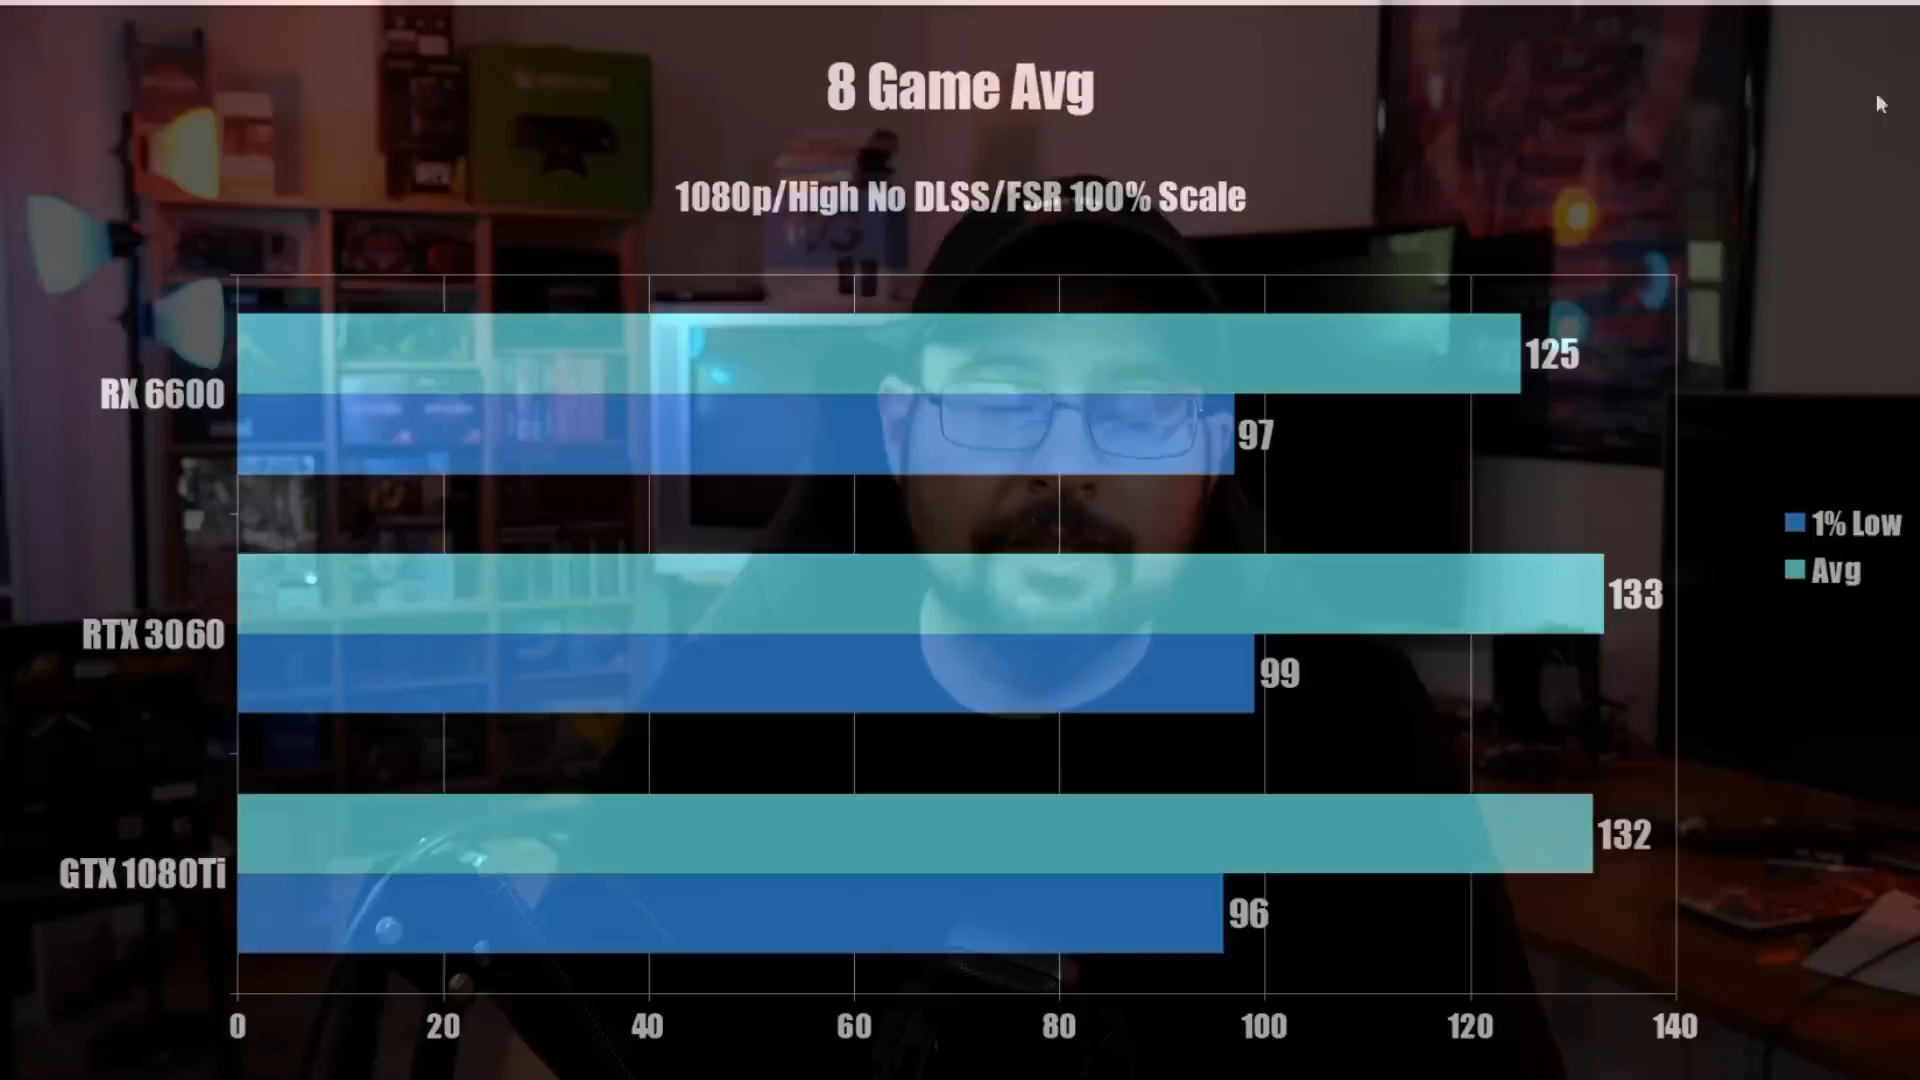 8 Game Avg
1080p/High No DLSS/FSR 100% Scale
RX 6600
125
97
RTX 3060
133
99
GTX 1080Ti
132
96
1% Low
Avg
0 20 40 60 80 100 120 140